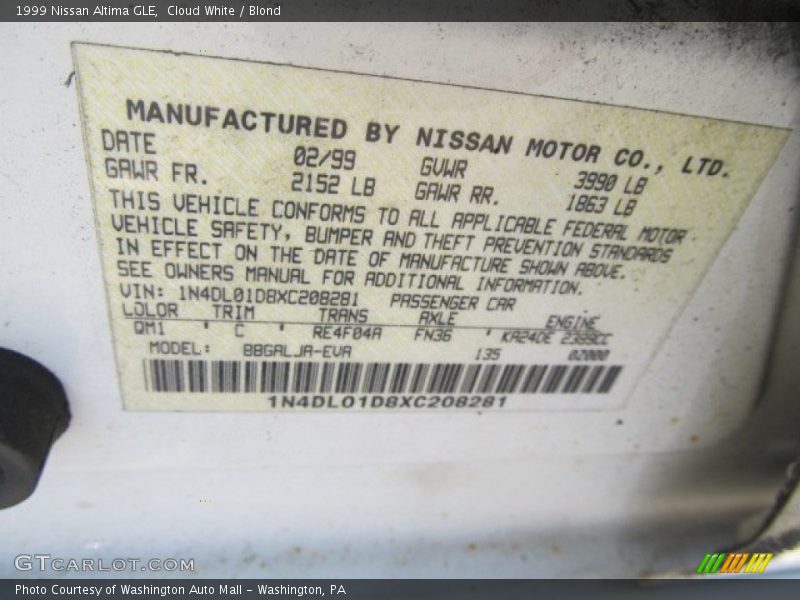 1999 Nissan Altima GLE, Cloud White / Blond
MANUFACTURED BY NISSAN MOTOR CO., LTD.
DATE 02/99 GVWR 3990 LB
GAWR FR. 2152 LB GAWR RR. 1863 LB
THIS VEHICLE CONFORMS TO ALL APPLICABLE FEDERAL MOTOR
VEHICLE SAFETY, BUMPER AND THEFT PREVENTION STANDARDS
IN EFFECT ON THE DATE OF MANUFACTURE SHOWN ABOVE.
SEE OWNERS MANUAL FOR ADDITIONAL INFORMATION.
VIN: 1N4DL01D8XC208281 PASSENGER CAR
COLOR TRIM TRANS AXLE ENGINE
QM1 ' C ' RE4F04A FN36 ' KA24DE 2389CC
MODEL: BBGALJA-EVA 135 02000
1N4DL01D8XC208281
GTCARLOT.COM
Photo Courtesy of Washington Auto Mall - Washington, PA